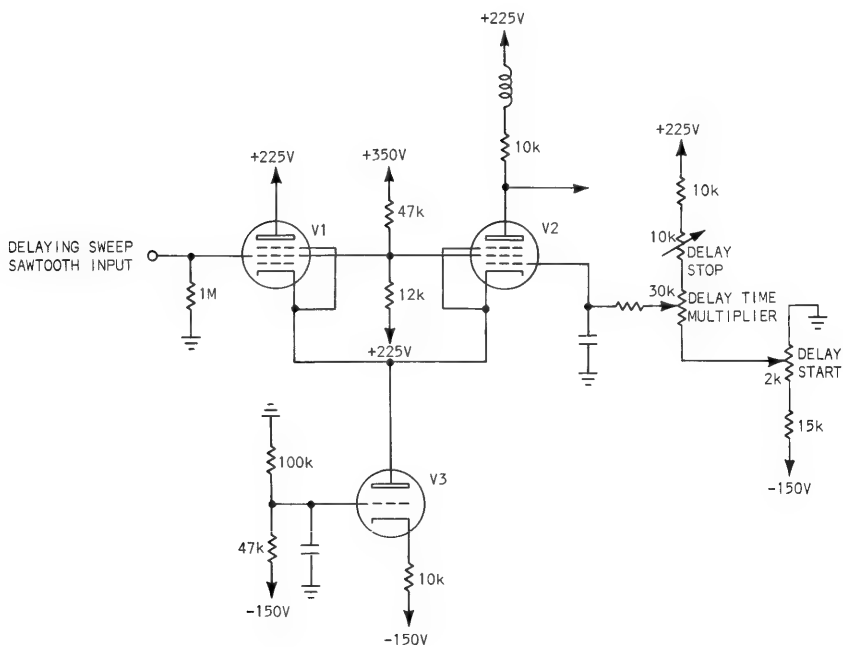 +225V
10k
+225V
+350V
+225V
10k
47k
V1
V2
DELAYING SWEEP
SAWTOOTH INPUT
10k
DELAY
STOP
1M
12k
30k
DELAY TIME
MULTIPLIER
+225V
DELAY
START
2k
15k
100k
V3
-150V
47k
10k
-150V
-150V